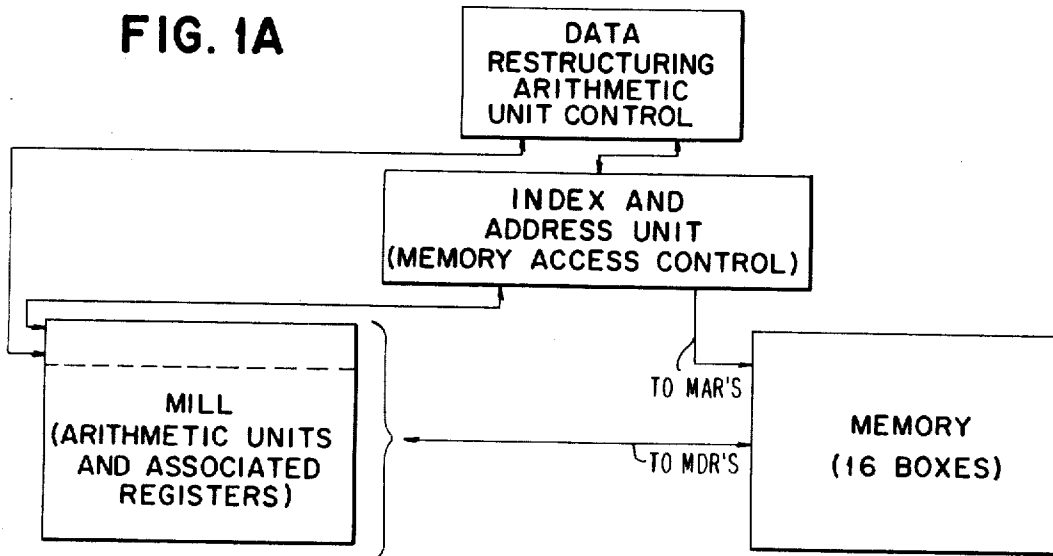 FIG. 1A
DATA
RESTRUCTURING
ARITHMETIC
UNIT CONTROL
INDEX AND
ADDRESS UNIT
(MEMORY ACCESS CONTROL)
TO MAR'S
MILL
(ARITHMETIC UNITS
AND ASSOCIATED
REGISTERS)
TO MDR'S
MEMORY
(16 BOXES)